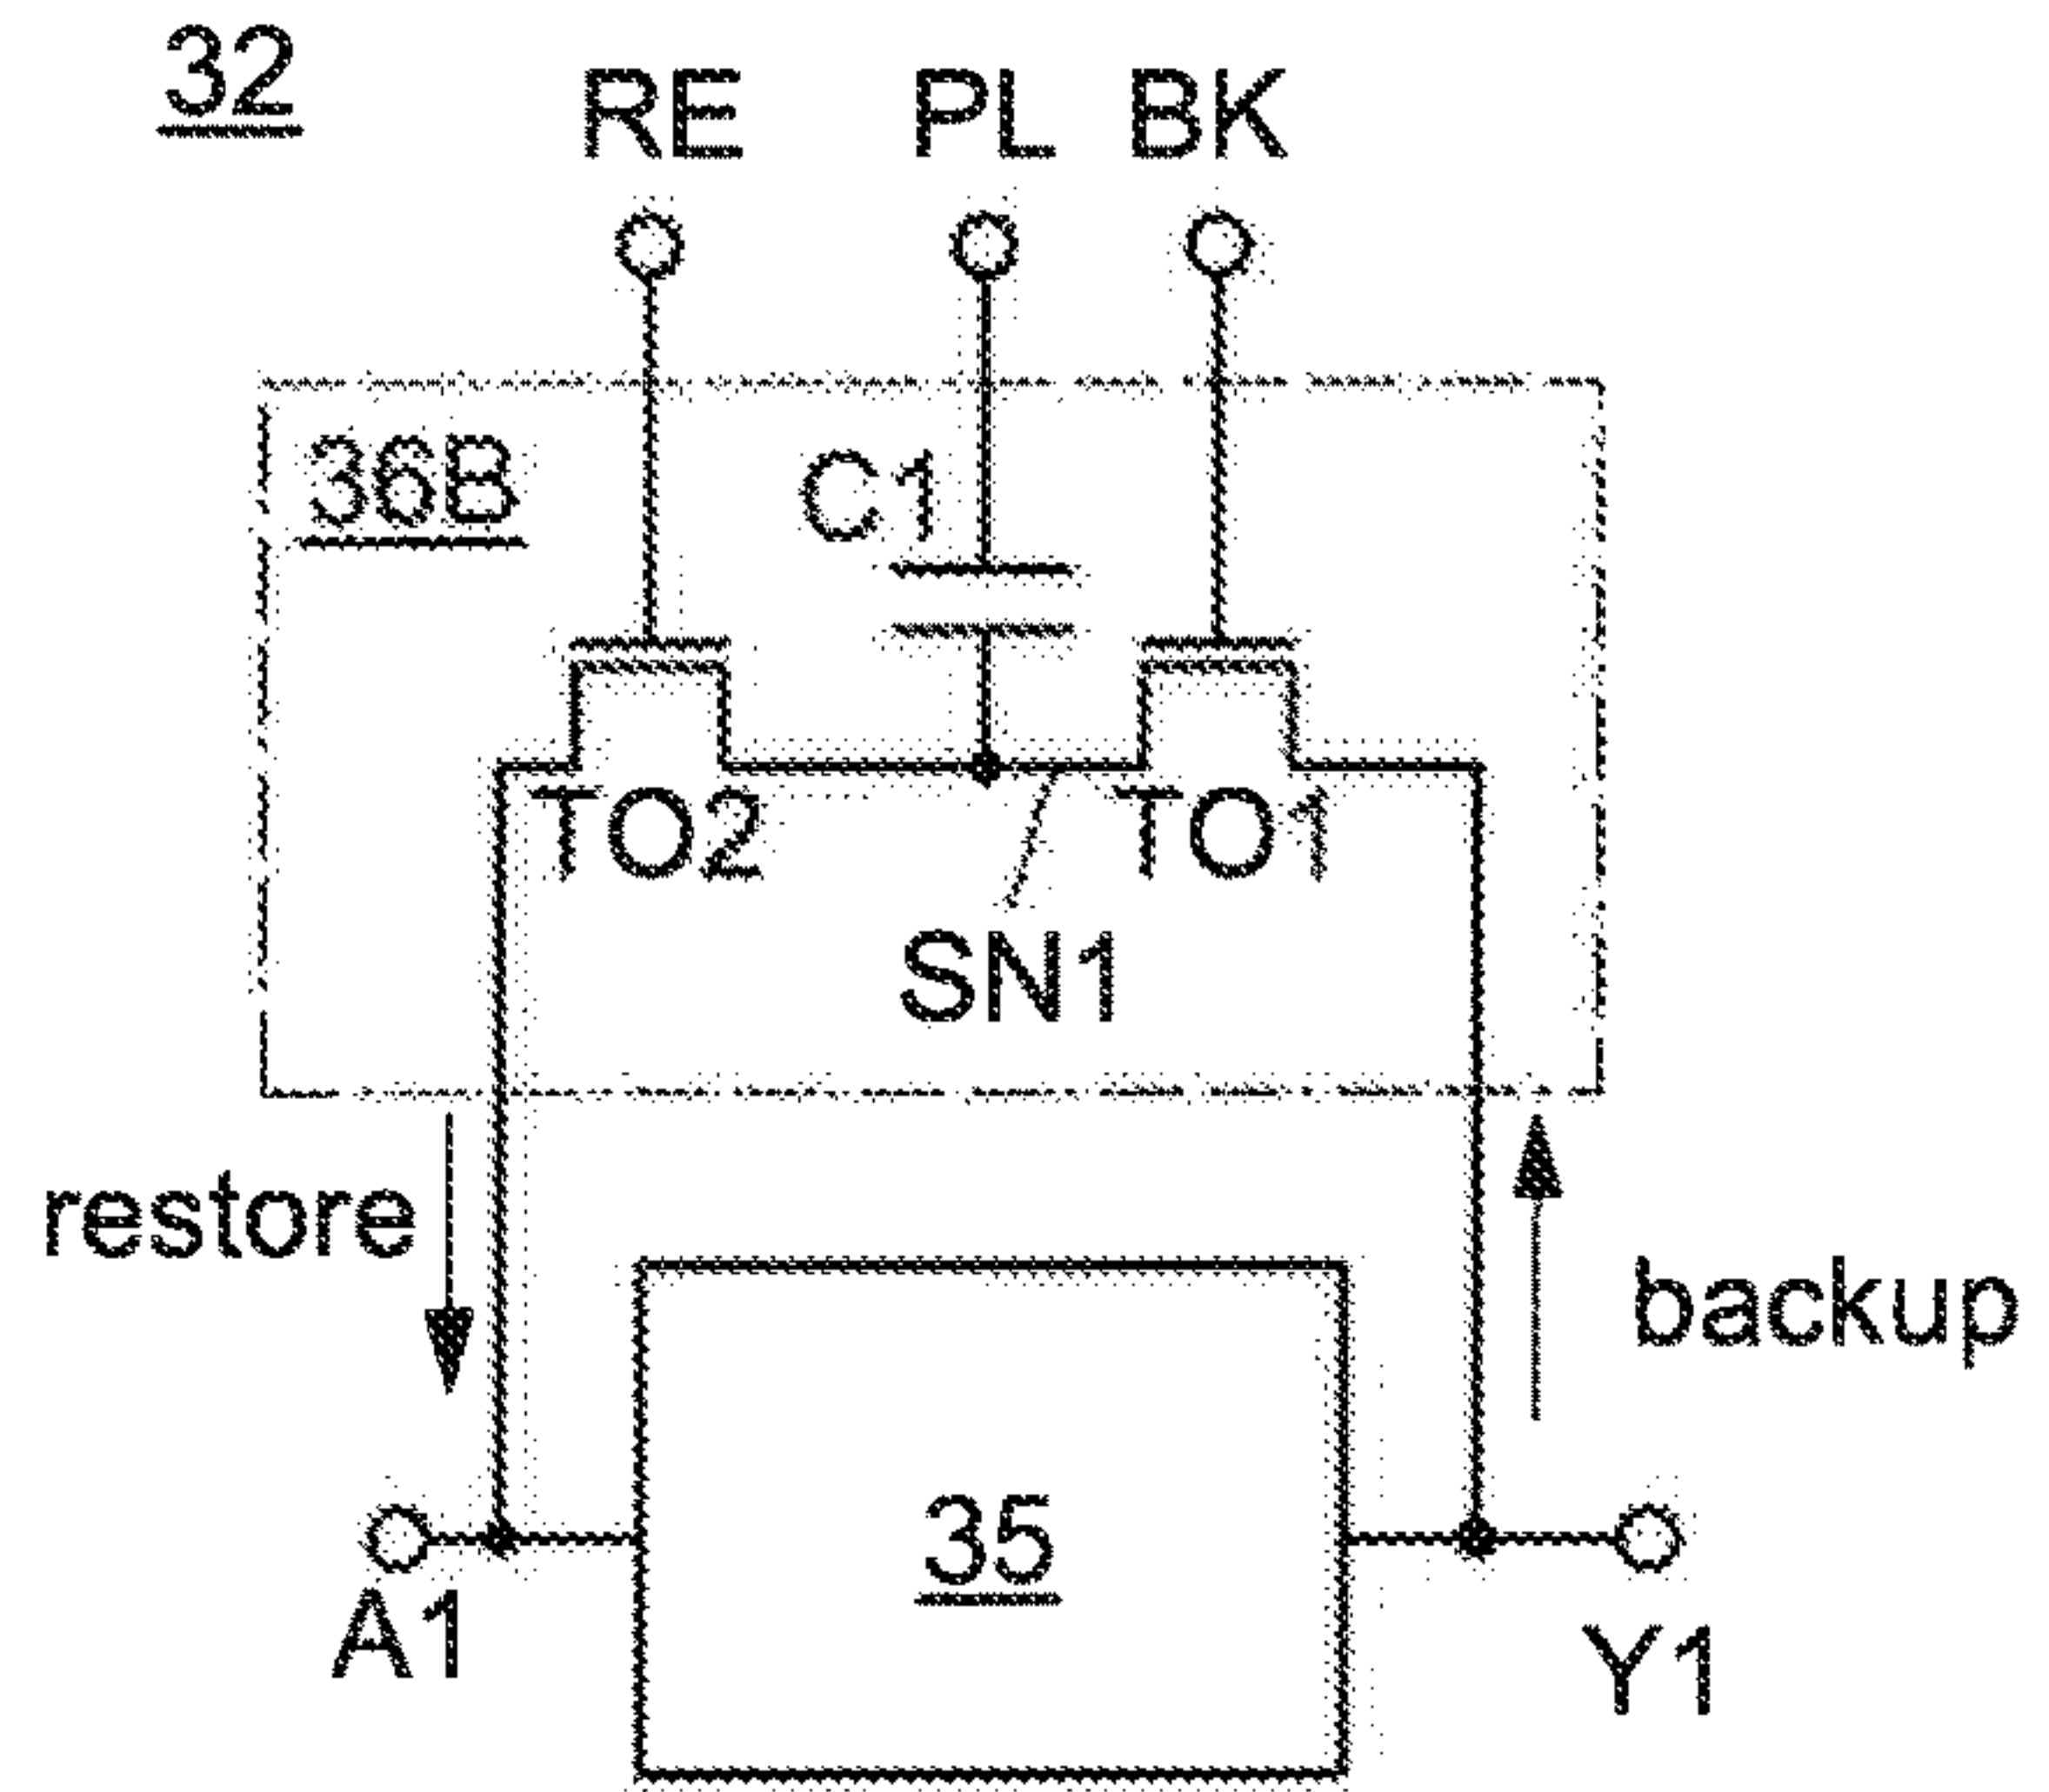 32
RE PL BK
36B
C1
TO2 TO1
SN1
restore
backup
35
A1
Y1